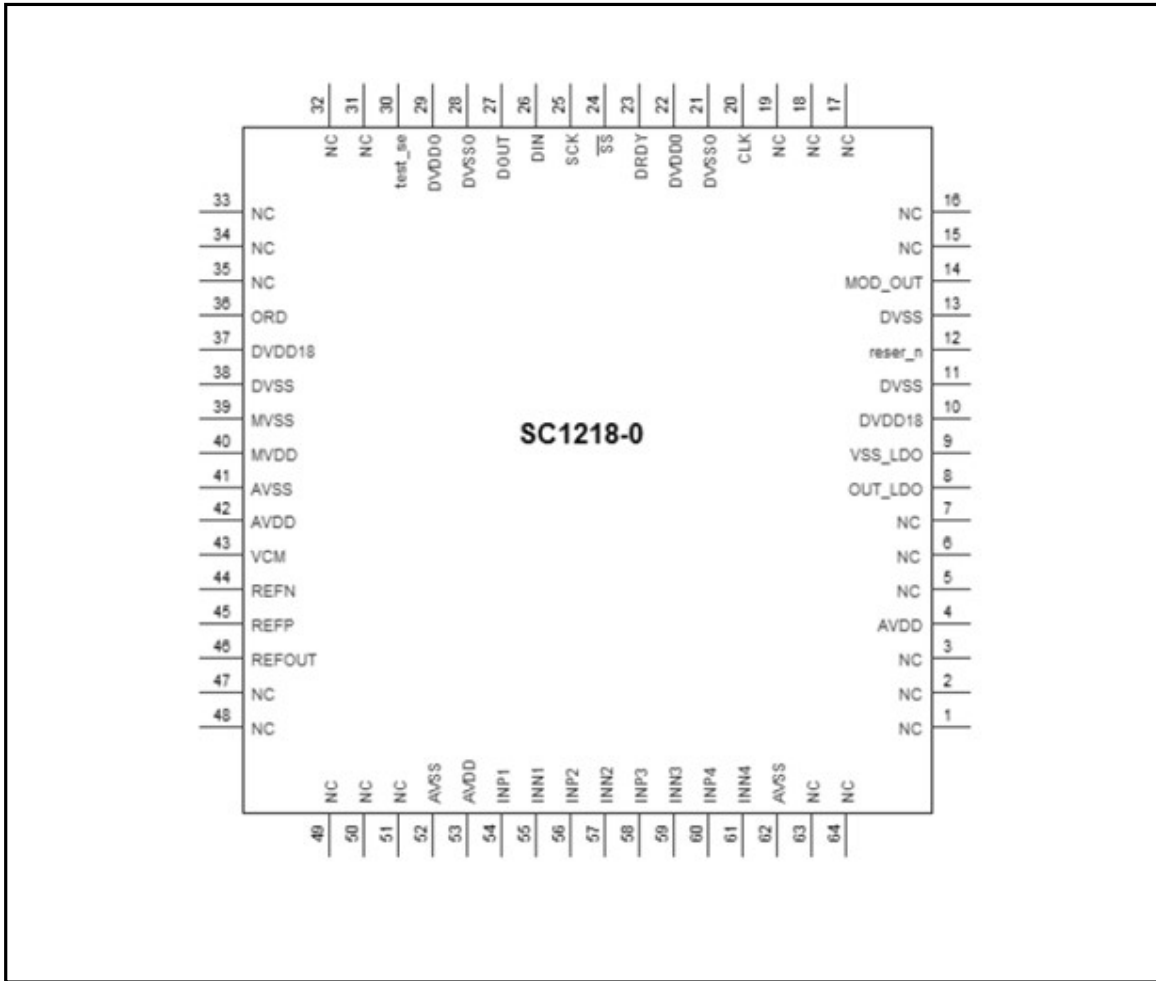 32 31 30 29 28 27 26 25 24 23 22 21 20 19 18 17
NC NC test_se DVDDO DVSSO DOUT DIN SCK SS DRDY DVDD0 DVSSO CLK NC NC NC
33 NC NC 16
34 NC NC 15
35 NC MOD_OUT 14
36 ORD DVSS 13
37 DVDD18 reser_n 12
38 DVSS DVSS 11
39 MVSS DVDD18 10
SC1218-0
40 MVDD VSS_LDO 9
41 AVSS OUT_LDO 8
42 AVDD NC 7
43 VCM NC 6
44 REFN NC 5
45 REFP AVDD 4
46 REFOUT NC 3
47 NC NC 2
48 NC NC 1
NC NC NC AVSS AVDD INP1 INN1 INP2 INN2 INP3 INN3 INP4 INN4 AVSS NC NC
49 50 51 52 53 54 55 56 57 58 59 60 61 62 63 64